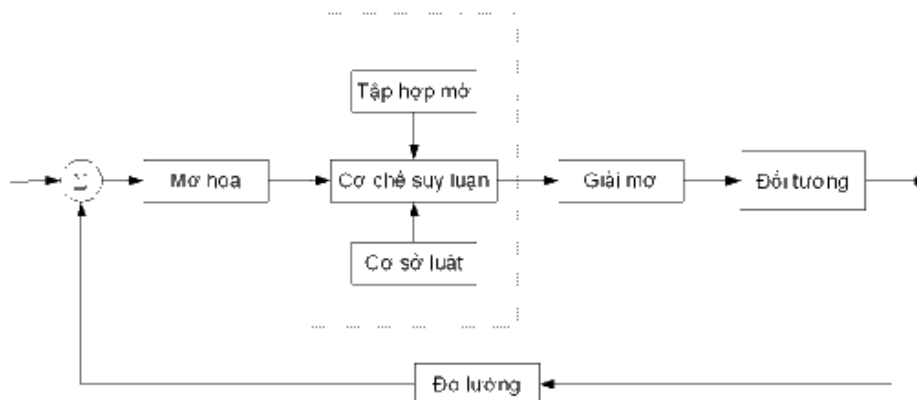 Tập hợp mờ
Σ
Mờ hoá
Cơ chế suy luận
Giải mờ
Đối tượng
Cơ sở luật
Đo lường